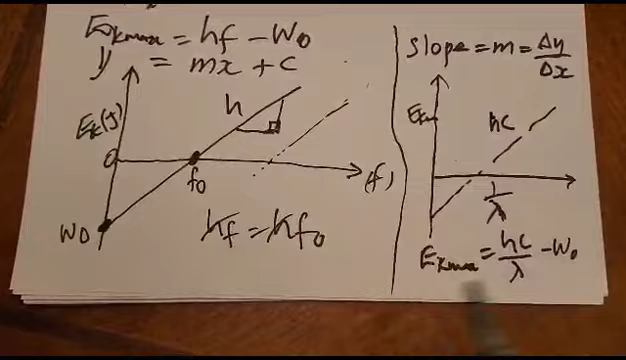 Ekmax = hf - W0
y = mx + c
h
Ek(J)
0
f0
(f)
W0
hf = hf0
Slope = m = Δy/Δx
Ek
hc
1/λ
Ekmax = hc/λ - W0